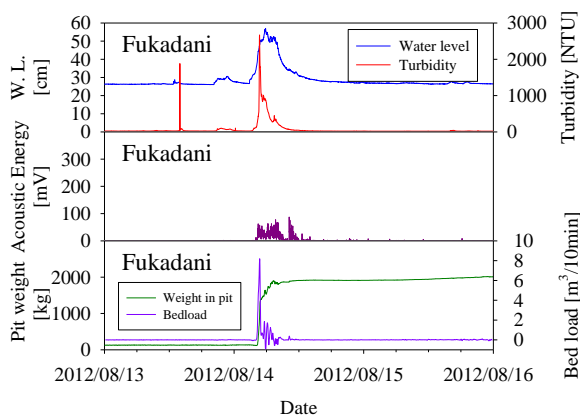 60
50
40
30
20
10
0
W. L.
[cm]
Fukadani
Water level
Turbidity
3000
2000
1000
0
Turbidity [NTU]
Fukadani
300
200
100
0
Acoustic Energy
[mV]
Fukadani
2000
1000
0
Pit weight
[kg]
Weight in pit
Bedload
10
8
6
4
2
0
Bed load [m³/10min]
2012/08/13
2012/08/14
2012/08/15
2012/08/16
Date